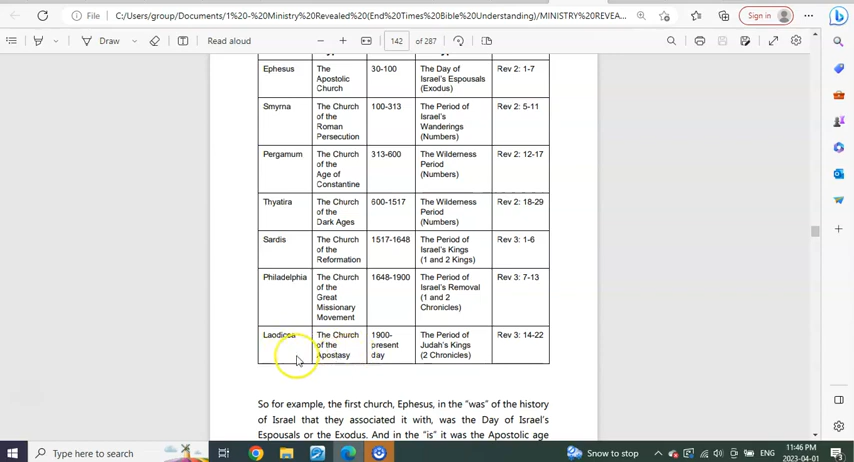 File
C:/Users/group/Documents/1%20-%20Ministry%20Revealed%20(End%20Times%20Bible%20Understanding)/MINISTRY%20REVEA...
Sign in
Draw
Read aloud
142 of 287
Ephesus The 30-100 The Day of Rev 2: 1-7
Apostolic Israel's Espousals
Church (Exodus)
Smyrna The Church 100-313 The Period of Rev 2: 5-11
of the Israel's
Roman Wanderings
Persecution (Numbers)
Pergamum The Church 313-600 The Wilderness Rev 2: 12-17
of the Period
Age of (Numbers)
Constantine
Thyatira The Church 600-1517 The Wilderness Rev 2: 18-29
of the Period
Dark Ages (Numbers)
Sardis The Church 1517-1648 The Period of Rev 3: 1-6
of the Israel's Kings
Reformation (1 and 2 Kings)
Philadelphia The Church 1648-1900 The Period of Rev 3: 7-13
of the Israel's Removal
Great (1 and 2
Missionary Chronicles)
Movement
Laodicea The Church 1900- The Period of Rev 3: 14-22
of the present Judah's Kings
Apostasy day (2 Chronicles)
So for example, the first church, Ephesus, in the “was” of the history
of Israel that they associated it with, was the Day of Israel's
Espousals or the Exodus. And in the “is” it was the Apostolic age
Type here to search
Snow to stop
ENG
11:46 PM
2023-04-01